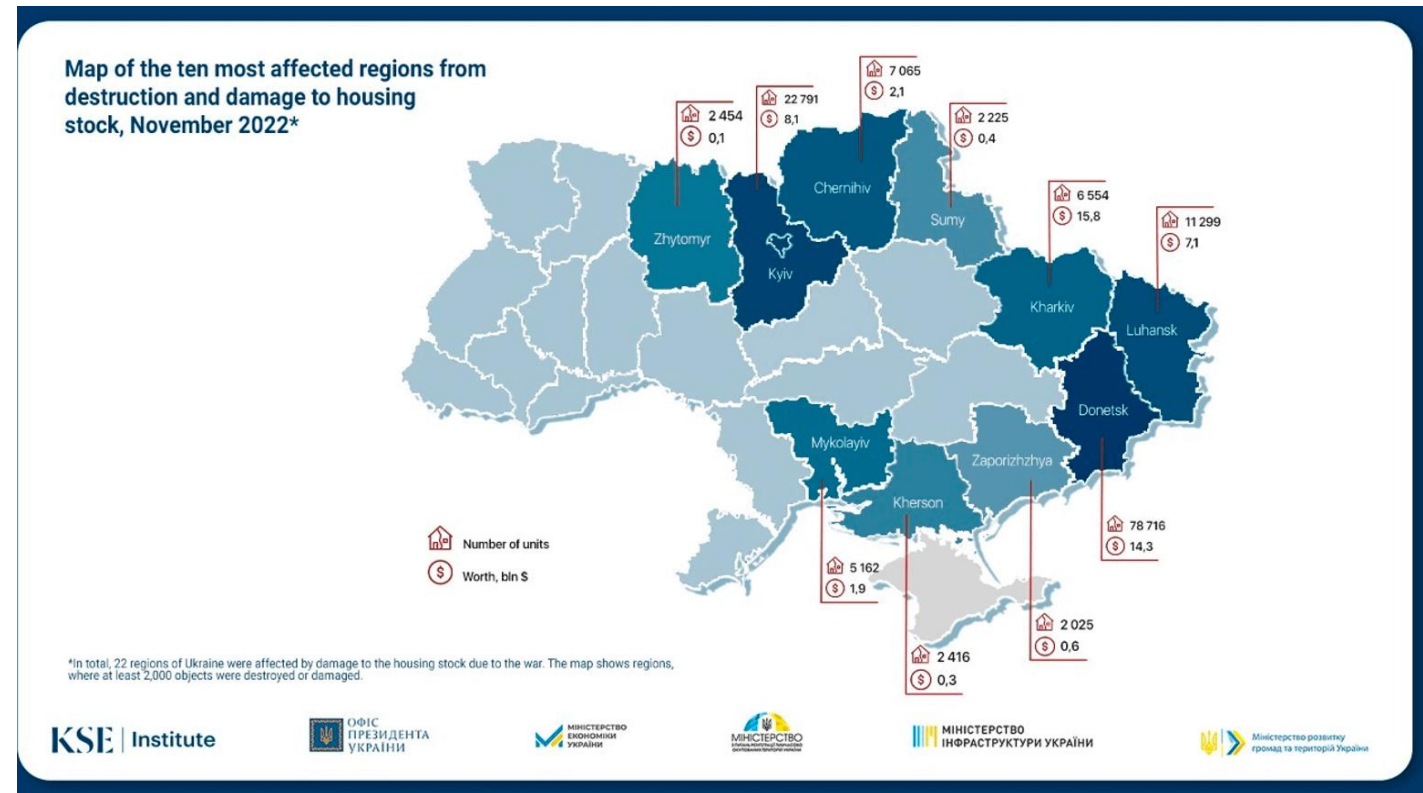 Map of the ten most affected regions from
destruction and damage to housing
stock, November 2022*
7 065
2,1
22 791
8,1
2 454
0,1
2 225
0,4
6 554
15,8
11 299
7,1
Chernihiv
Sumy
Zhytomyr
Kyiv
Kharkiv
Luhansk
Donetsk
Mykolayiv
Zaporizhzhya
Kherson
78 716
14,3
5 162
1,9
2 025
0,6
2 416
0,3
Number of units
$ Worth, bln $
*In total, 22 regions of Ukraine were affected by damage to the housing stock due to the war. The map shows regions,
where at least 2,000 objects were destroyed or damaged.
KSE Institute
ОФІС
ПРЕЗИДЕНТА
УКРАЇНИ
МІНІСТЕРСТВО
ЕКОНОМІКИ
УКРАЇНИ
МІНІСТЕРСТВО
З ПИТАНЬ РЕІНТЕГРАЦІЇ ТИМЧАСОВО
ОКУПОВАНИХ ТЕРИТОРІЙ УКРАЇНИ
МІНІСТЕРСТВО
ІНФРАСТРУКТУРИ УКРАЇНИ
Міністерство розвитку
громад та територій України